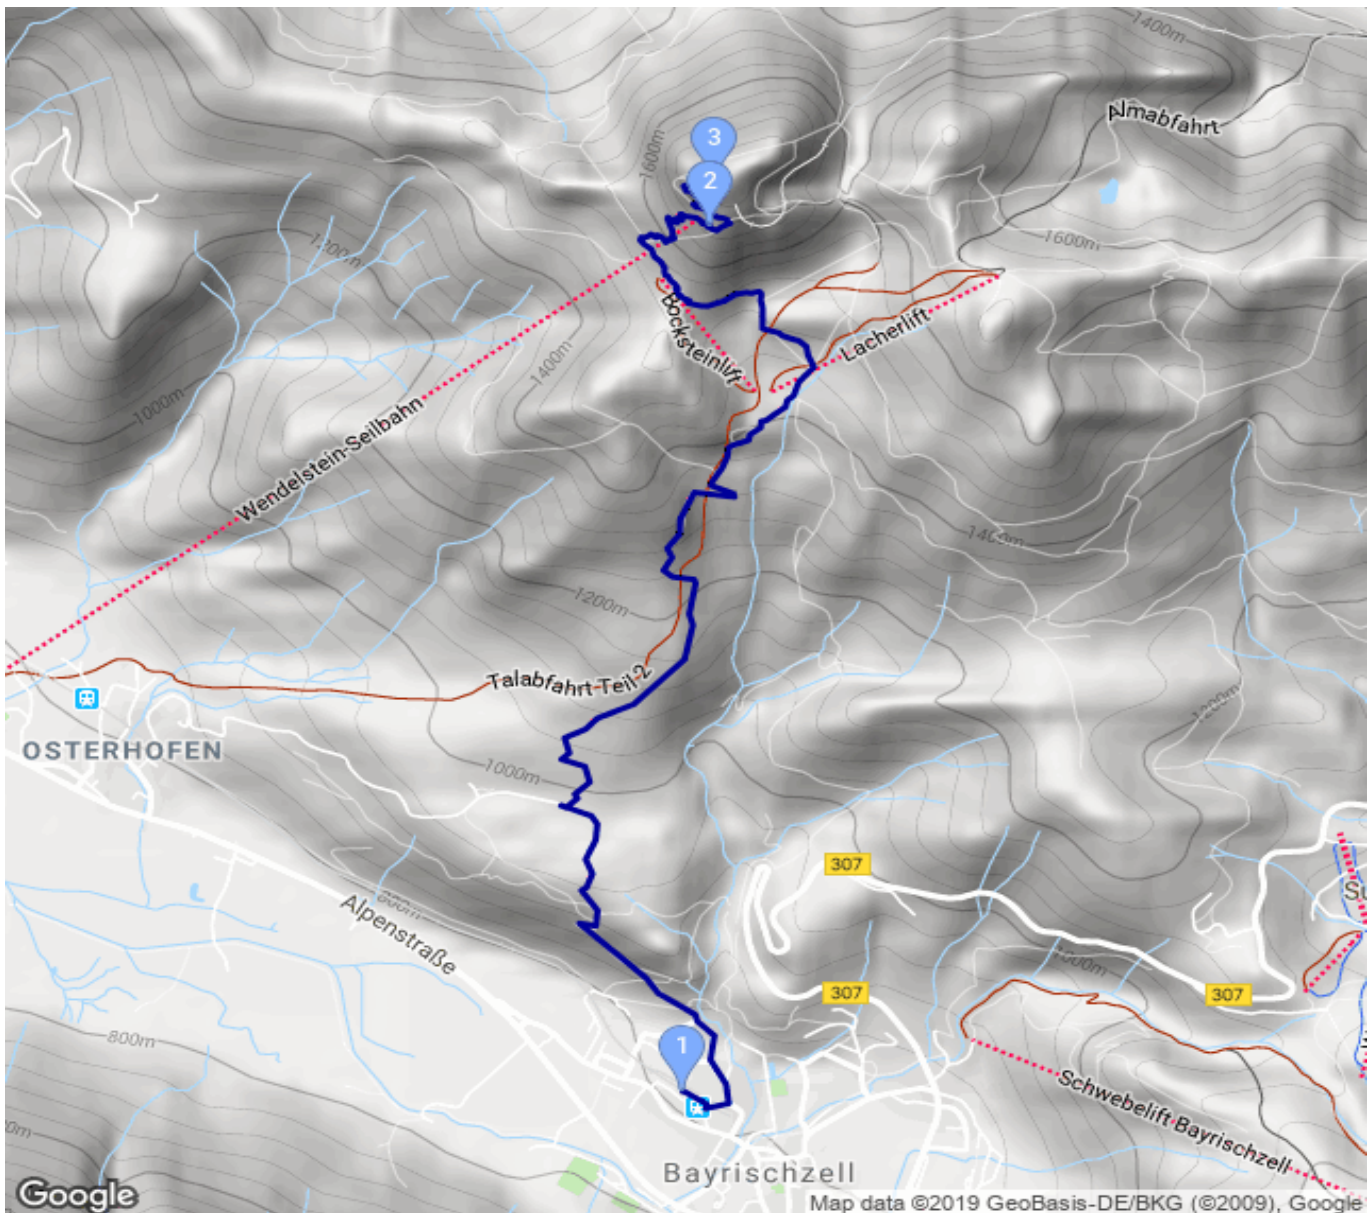 1400m
Almabfahrt
3
1600m
2
1200m
1600m
Bocksteinlift
Lacherlift
1400m
1000m
Wendelstein-Seilbahn
1400m
1200m
Talabfahrt Teil 2
1200m
OSTERHOFEN
1000m
307
Alpenstraße
800m
1000m
307
307
1
800m
Schwebelift Bayrischzell
Bayrischzell
Google
Map data ©2019 GeoBasis-DE/BKG (©2009), Google